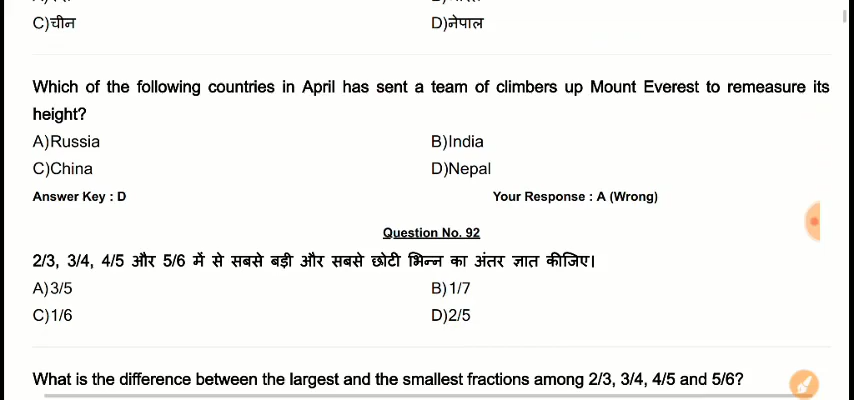 C)चीन
D)नेपाल
Which of the following countries in April has sent a team of climbers up Mount Everest to remeasure its
height?
A)Russia
B)India
C)China
D)Nepal
Answer Key : D
Your Response : A (Wrong)
Question No. 92
2/3, 3/4, 4/5 और 5/6 में से सबसे बड़ी और सबसे छोटी भिन्न का अंतर ज्ञात कीजिए।
A)3/5
B)1/7
C)1/6
D)2/5
What is the difference between the largest and the smallest fractions among 2/3, 3/4, 4/5 and 5/6?